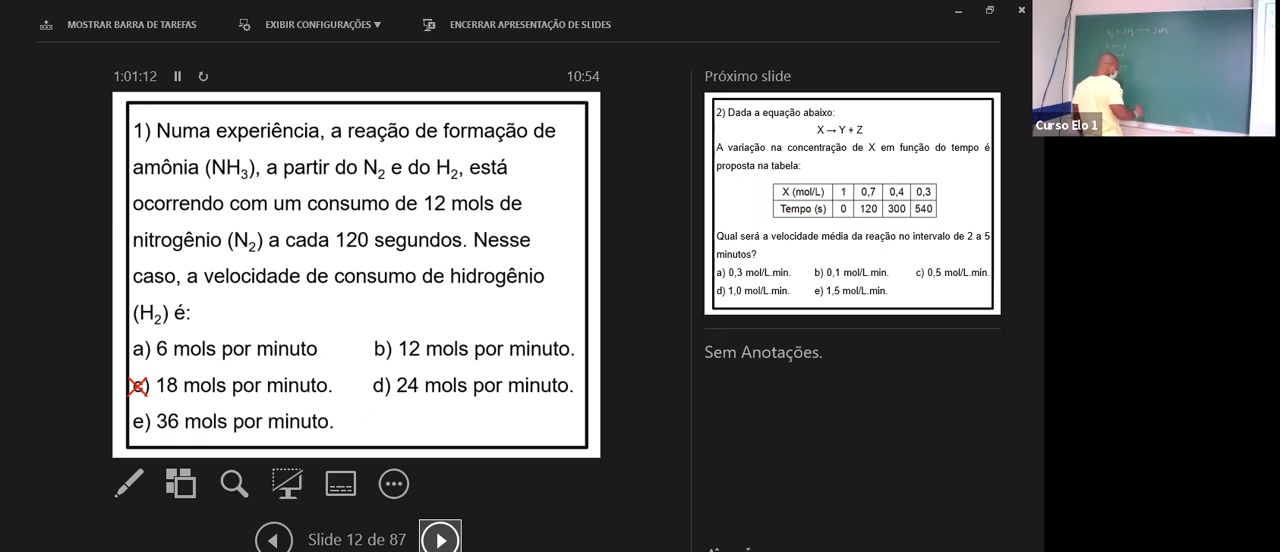 MOSTRAR BARRA DE TAREFAS
EXIBIR CONFIGURAÇÕES ▼
ENCERRAR APRESENTAÇÃO DE SLIDES
1:01:12
10:54
1) Numa experiência, a reação de formação de
amônia (NH₃), a partir do N₂ e do H₂, está
ocorrendo com um consumo de 12 mols de
nitrogênio (N₂) a cada 120 segundos. Nesse
caso, a velocidade de consumo de hidrogênio
(H₂) é:
a) 6 mols por minuto b) 12 mols por minuto.
c) 18 mols por minuto. d) 24 mols por minuto.
e) 36 mols por minuto.
Slide 12 de 87
Próximo slide
2) Dada a equação abaixo:
X → Y + Z
A variação na concentração de X em função do tempo é
proposta na tabela:
X (mol/L) 1 0,7 0,4 0,3
Tempo (s) 0 120 300 540
Qual será a velocidade média da reação no intervalo de 2 a 5
minutos?
a) 0,3 mol/L.min. b) 0,1 mol/L.min. c) 0,5 mol/L.min.
d) 1,0 mol/L.min. e) 1,5 mol/L.min.
Sem Anotações.
Curso Elo 1